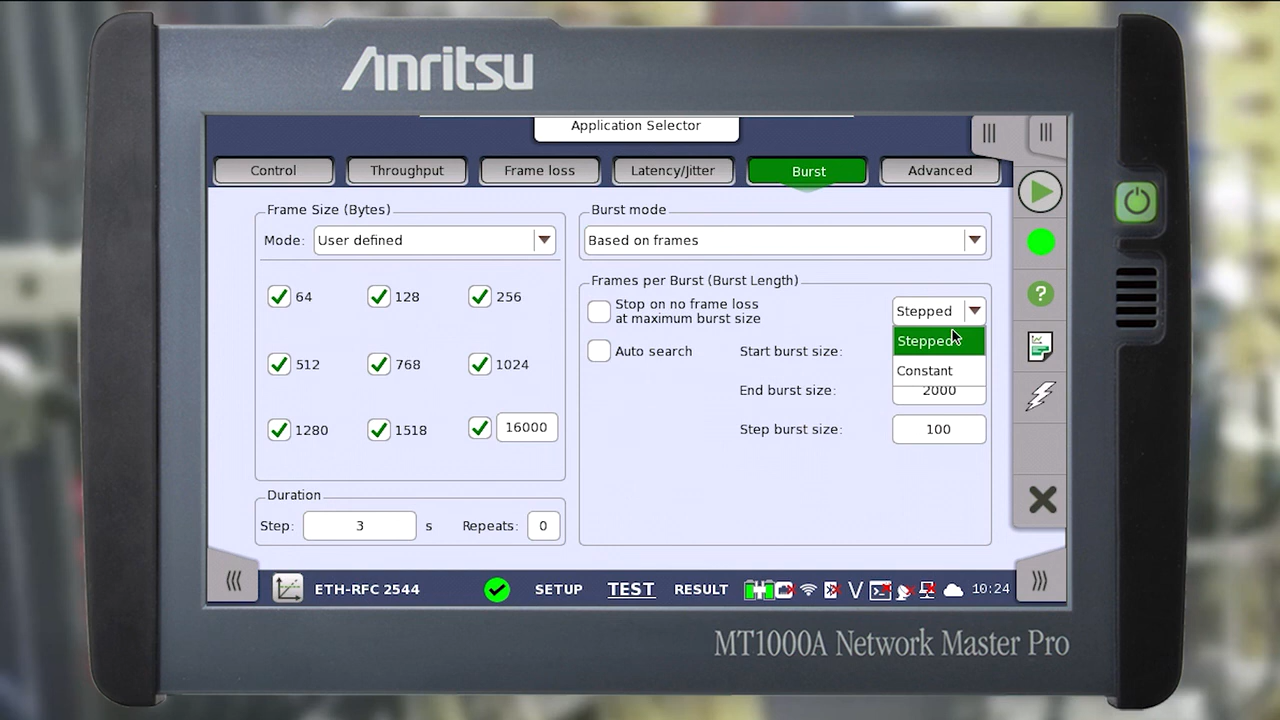 Anritsu
Application Selector
Control Throughput Frame loss Latency/Jitter Burst Advanced
Frame Size (Bytes)
Mode: User defined
64 128 256
512 768 1024
1280 1518 16000
Duration
Step: 3 s Repeats: 0
Burst mode
Based on frames
Frames per Burst (Burst Length)
Stop on no frame loss
at maximum burst size
Stepped
Stepped
Constant
Auto search
Start burst size:
End burst size: 2000
Step burst size: 100
?
ETH-RFC 2544 SETUP TEST RESULT 10:24
MT1000A Network Master Pro